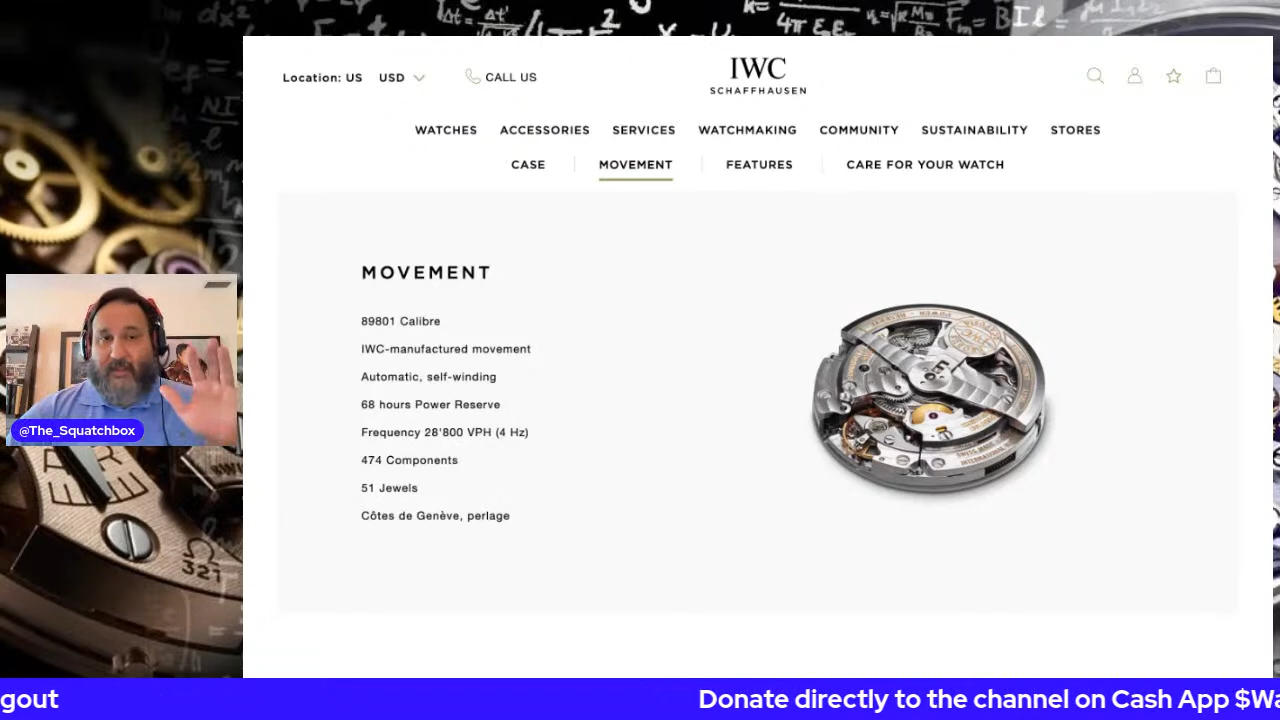 Location: US
USD
CALL US
IWC
SCHAFFHAUSEN
WATCHES ACCESSORIES SERVICES WATCHMAKING COMMUNITY SUSTAINABILITY STORES
CASE MOVEMENT FEATURES CARE FOR YOUR WATCH
MOVEMENT
89801 Calibre
IWC-manufactured movement
Automatic, self-winding
68 hours Power Reserve
Frequency 28'800 VPH (4 Hz)
474 Components
51 Jewels
Côtes de Genève, perlage
@The_Squatchbox
321
gout
Donate directly to the channel on Cash App $Wa